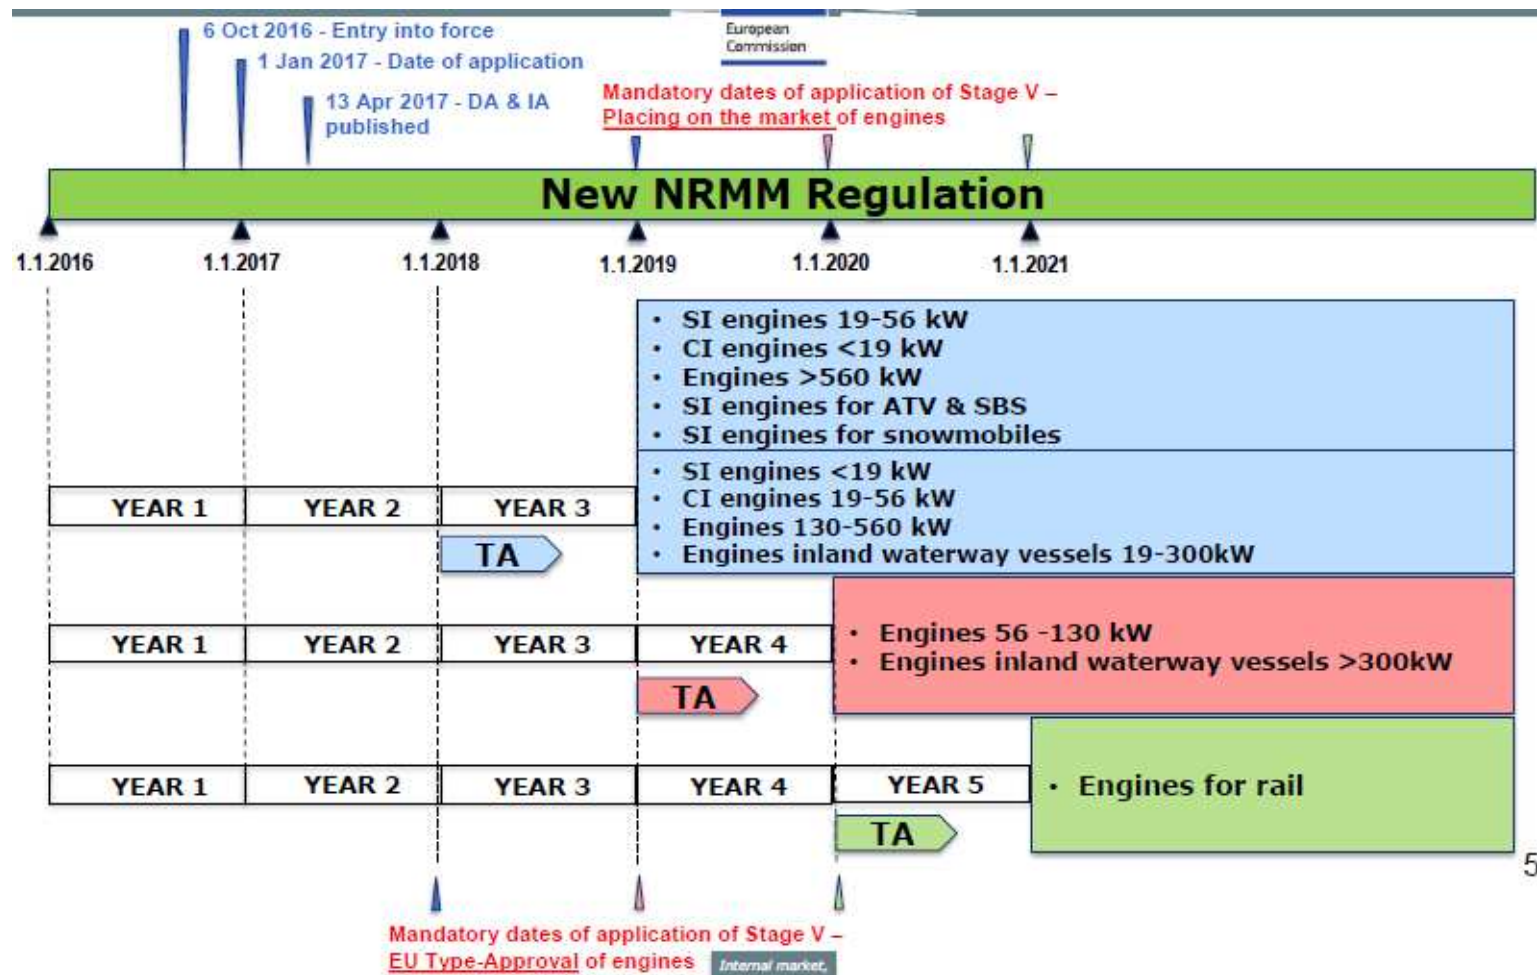 European
Commission
6 Oct 2016 - Entry into force
1 Jan 2017 - Date of application
13 Apr 2017 - DA & IA
published
Mandatory dates of application of Stage V –
Placing on the market of engines
New NRMM Regulation
1.1.2016
1.1.2017
1.1.2018
1.1.2019
1.1.2020
1.1.2021
• SI engines 19-56 kW
• CI engines <19 kW
• Engines >560 kW
• SI engines for ATV & SBS
• SI engines for snowmobiles
• SI engines <19 kW
• CI engines 19-56 kW
• Engines 130-560 kW
• Engines inland waterway vessels 19-300kW
YEAR 1
YEAR 2
YEAR 3
TA
YEAR 1
YEAR 2
YEAR 3
YEAR 4
• Engines 56 -130 kW
• Engines inland waterway vessels >300kW
TA
YEAR 1
YEAR 2
YEAR 3
YEAR 4
YEAR 5
• Engines for rail
TA
5
Mandatory dates of application of Stage V –
EU Type-Approval of engines
Internal market,